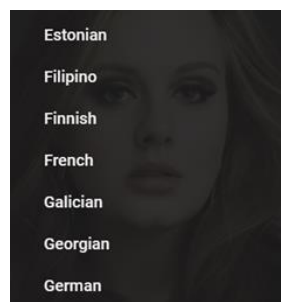 Estonian
Filipino
Finnish
French
Galician
Georgian
German